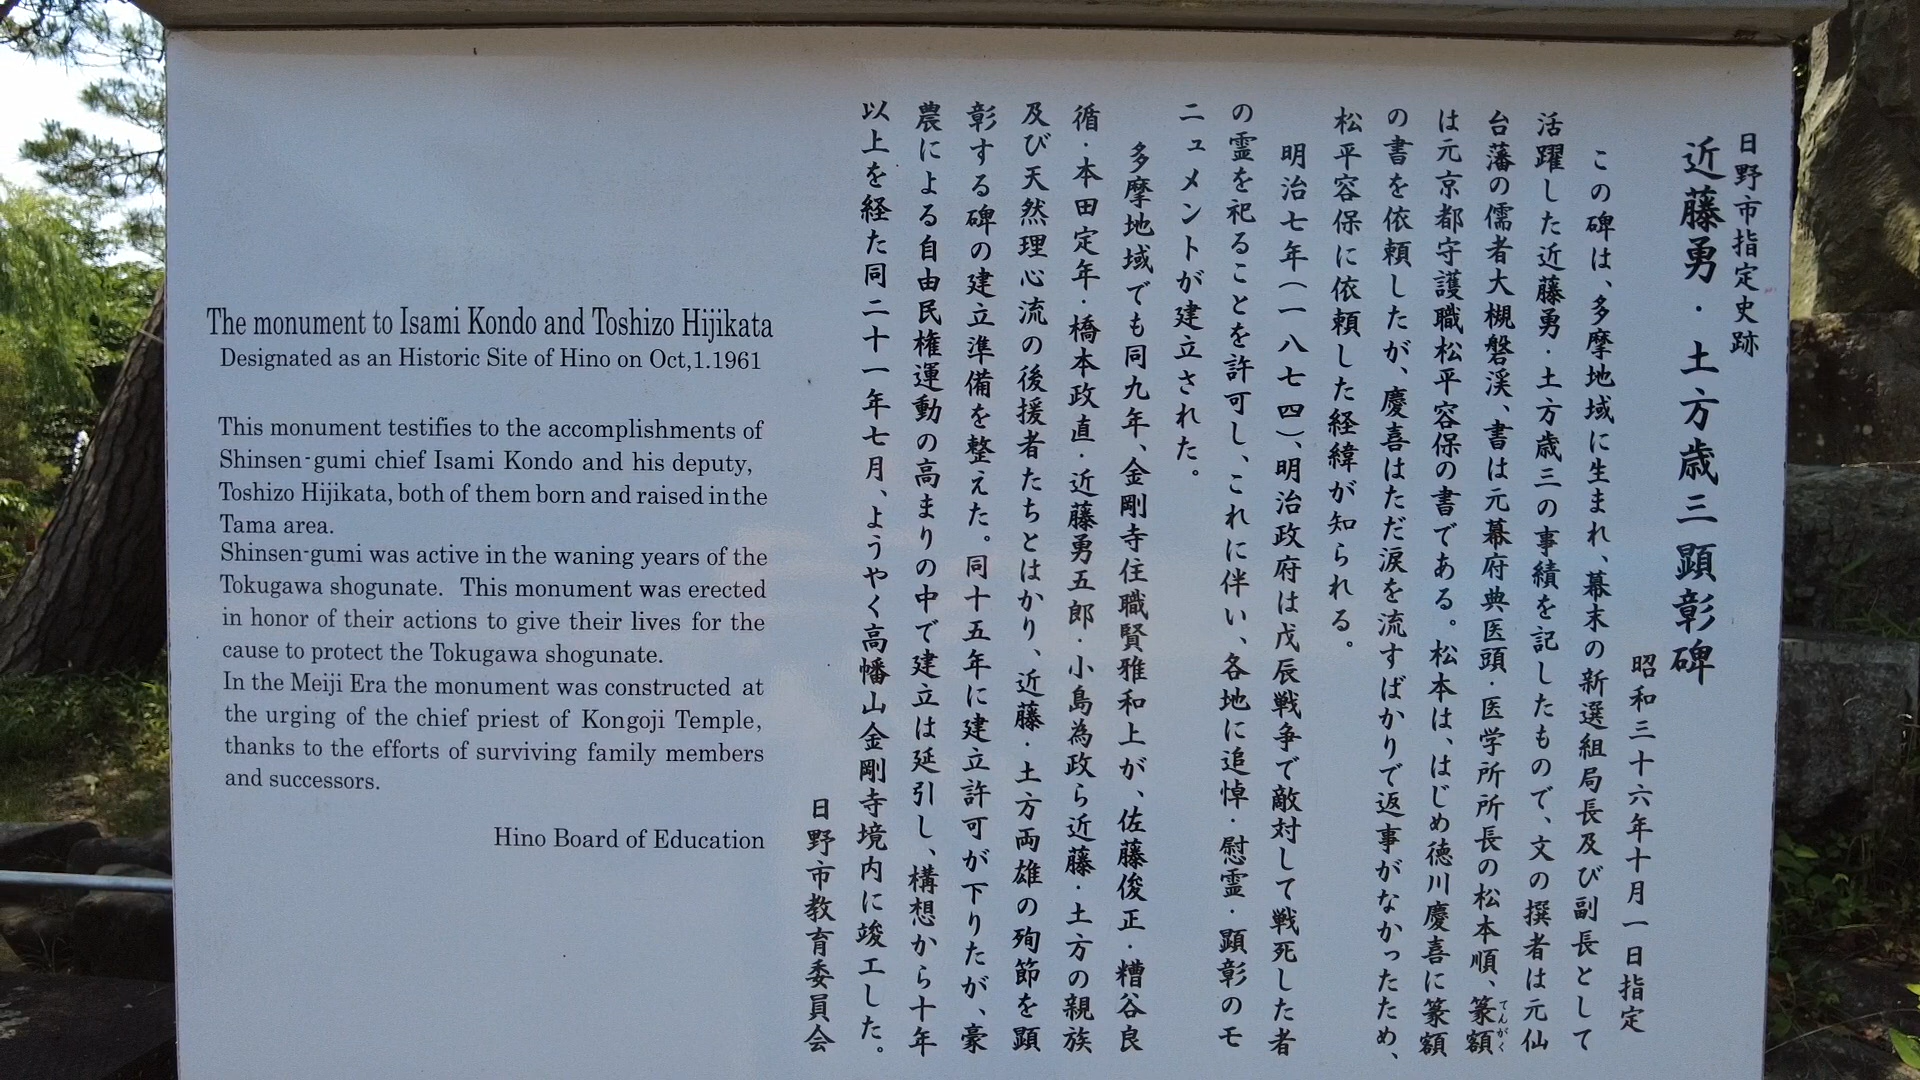 日野市指定史跡
近藤勇・土方歳三顕彰碑
昭和三十六年十月一日指定
この碑は、多摩地域に生まれ、幕末の新選組局長及び副長として
活躍した近藤勇・土方歳三の事績を記したもので、文の撰者は元仙
台藩の儒者大槻磐渓、書は元幕府典医頭・医学所所長の松本順、篆額
てんがく
は元京都守護職松平容保の書である。松本は、はじめ徳川慶喜に篆額
の書を依頼したが、慶喜はただ涙を流すばかりで返事がなかったため、
松平容保に依頼した経緯が知られる。
明治七年(一八七四)、明治政府は戊辰戦争で敵対して戦死した者
の霊を祀ることを許可し、これに伴い、各地に追悼・慰霊・顕彰のモ
ニュメントが建立された。
多摩地域でも同九年、金剛寺住職賢雅和上が、佐藤俊正・糟谷良
循・本田定年・橋本政直・近藤勇五郎・小島為政ら近藤・土方の親族
及び天然理心流の後援者たちとはかり、近藤・土方両雄の殉節を顕
彰する碑の建立準備を整えた。同十五年に建立許可が下りたが、豪
農による自由民権運動の高まりの中で建立は延引し、構想から十年
以上を経た同二十一年七月、ようやく高幡山金剛寺境内に竣工した。
日野市教育委員会
The monument to Isami Kondo and Toshizo Hijikata
Designated as an Historic Site of Hino on Oct,1.1961
This monument testifies to the accomplishments of
Shinsen-gumi chief Isami Kondo and his deputy,
Toshizo Hijikata, both of them born and raised in the
Tama area.
Shinsen-gumi was active in the waning years of the
Tokugawa shogunate. This monument was erected
in honor of their actions to give their lives for the
cause to protect the Tokugawa shogunate.
In the Meiji Era the monument was constructed at
the urging of the chief priest of Kongoji Temple,
thanks to the efforts of surviving family members
and successors.
Hino Board of Education